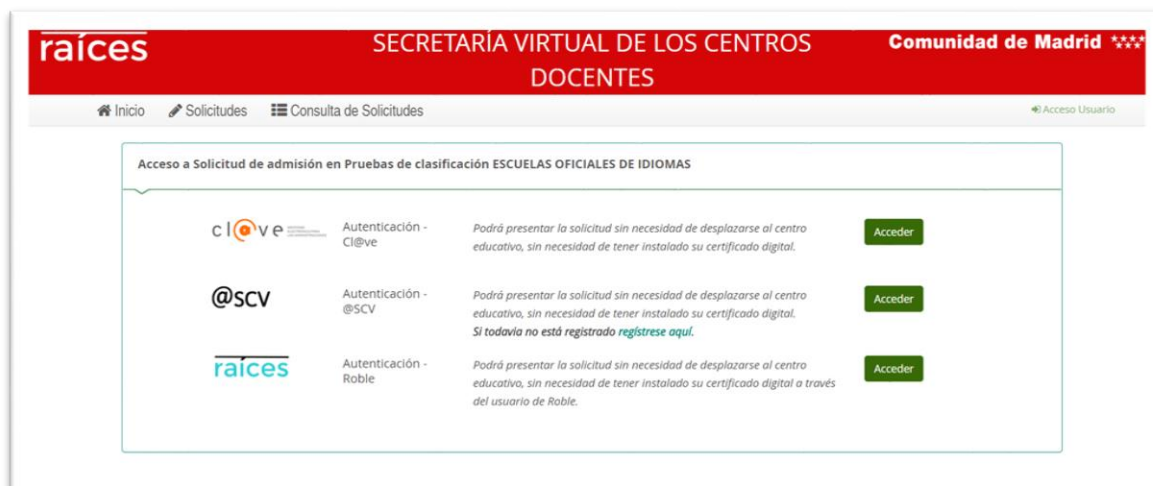 raíces
SECRETARÍA VIRTUAL DE LOS CENTROS
DOCENTES
Comunidad de Madrid
Inicio Solicitudes Consulta de Solicitudes
Acceso Usuario
Acceso a Solicitud de admisión en Pruebas de clasificación ESCUELAS OFICIALES DE IDIOMAS
cl@ve
Autenticación -
Cl@ve
Podrá presentar la solicitud sin necesidad de desplazarse al centro
educativo, sin necesidad de tener instalado su certificado digital.
Acceder
@scv
Autenticación -
@SCV
Podrá presentar la solicitud sin necesidad de desplazarse al centro
educativo, sin necesidad de tener instalado su certificado digital.
Si todavia no está registrado regístrese aquí.
Acceder
raíces
Autenticación -
Roble
Podrá presentar la solicitud sin necesidad de desplazarse al centro
educativo, sin necesidad de tener instalado su certificado digital a través
del usuario de Roble.
Acceder